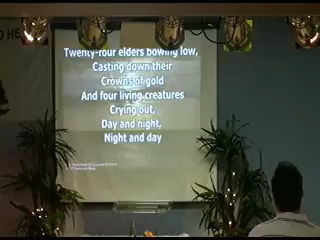 Twenty-four elders bowing low,
Casting down their
Crowns of gold
And four living creatures
Crying out,
Day and night,
Night and day